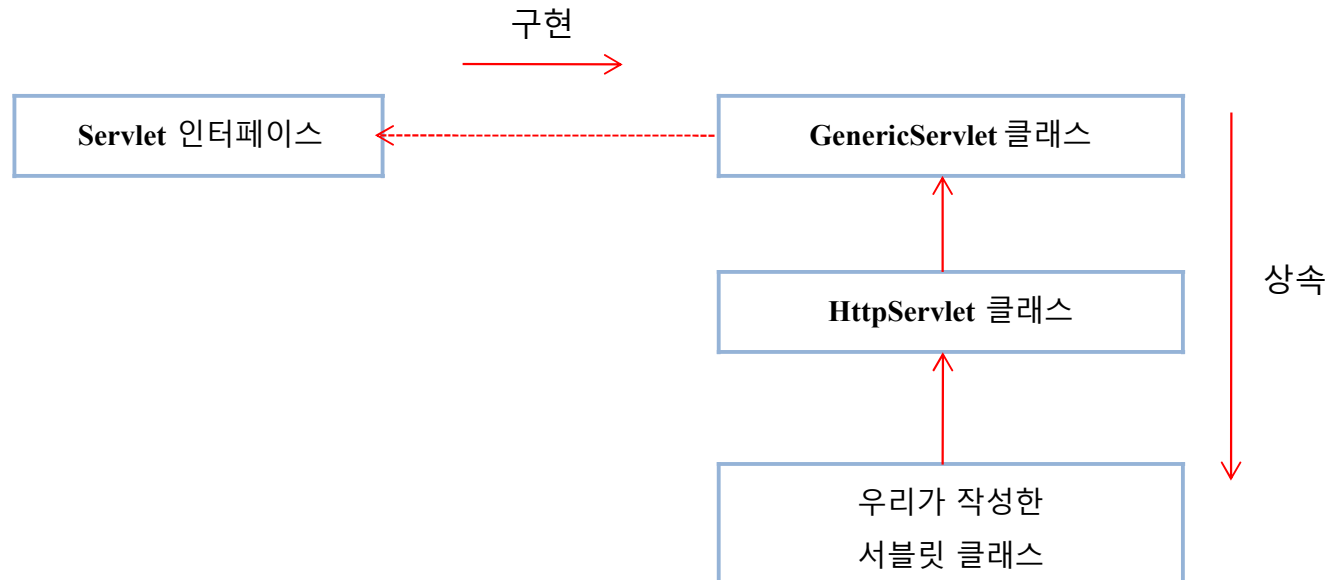 구현
Servlet 인터페이스
GenericServlet 클래스
HttpServlet 클래스
상속
우리가 작성한
서블릿 클래스